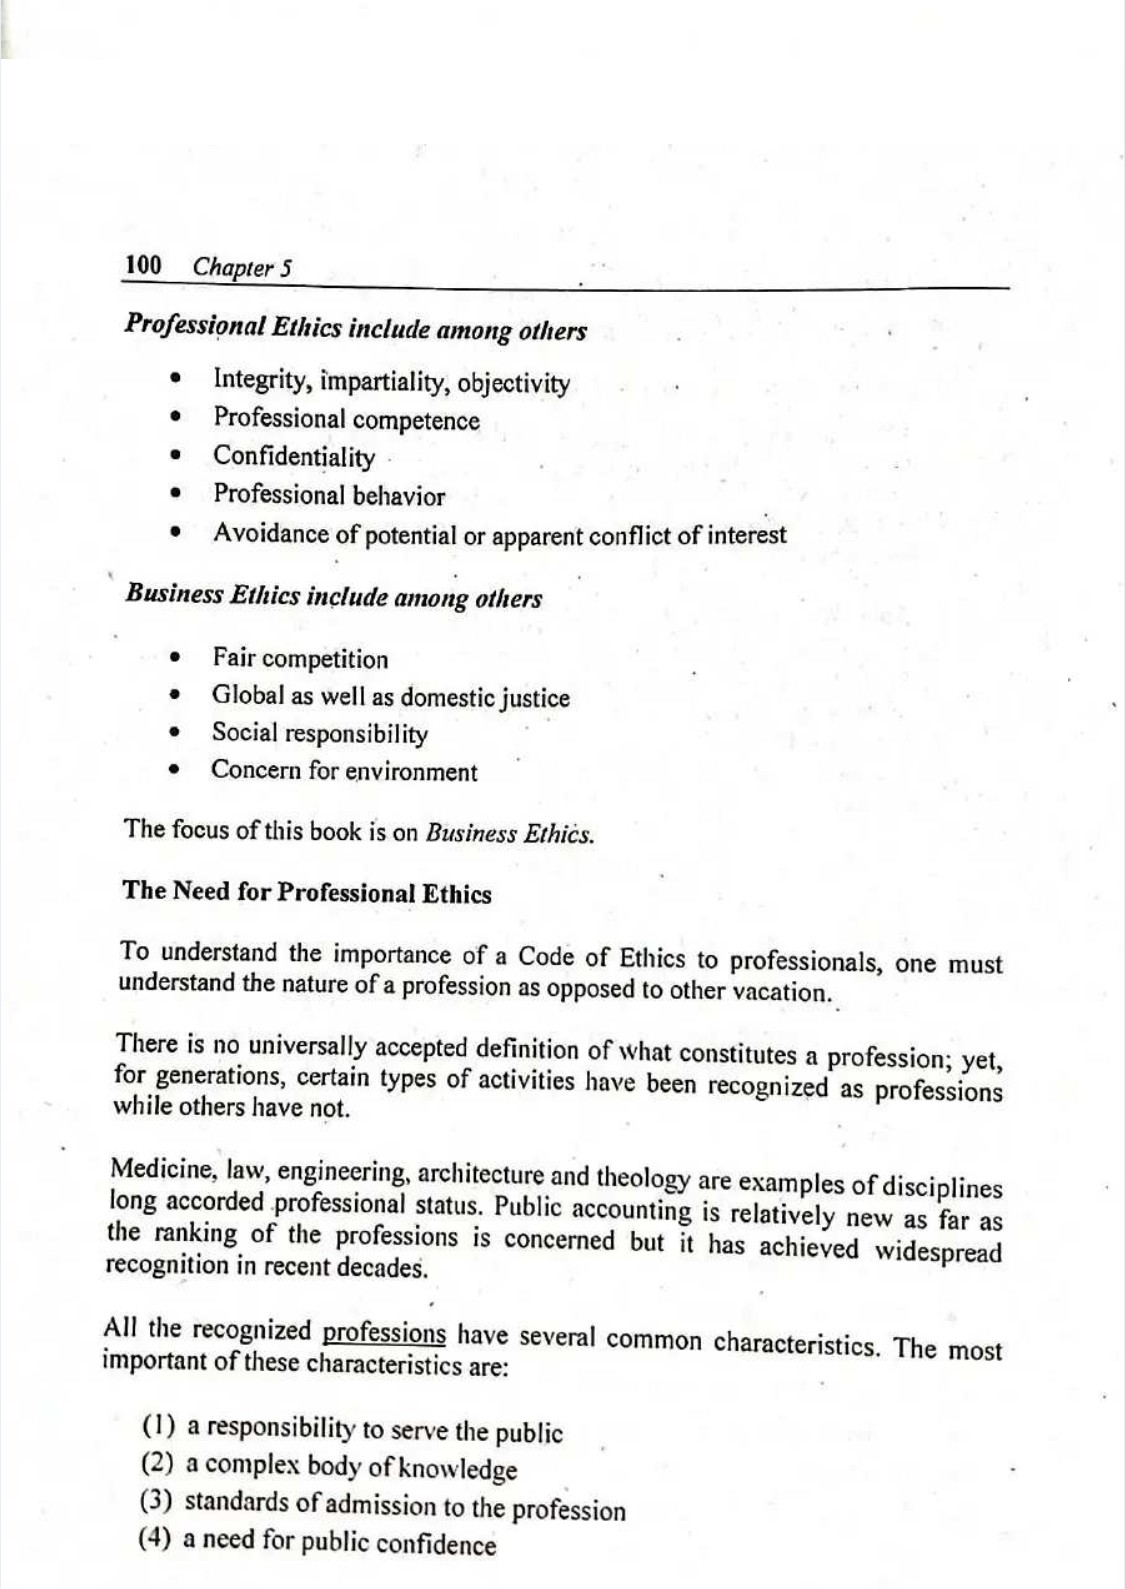 100 Chapter 5
Professional Ethics include among others
• Integrity, impartiality, objectivity
• Professional competence
• Confidentiality
• Professional behavior
• Avoidance of potential or apparent conflict of interest
Business Ethics include among others
• Fair competition
• Global as well as domestic justice
• Social responsibility
• Concern for environment
The focus of this book is on Business Ethics.
The Need for Professional Ethics
To understand the importance of a Code of Ethics to professionals, one must
understand the nature of a profession as opposed to other vacation.
There is no universally accepted definition of what constitutes a profession; yet,
for generations, certain types of activities have been recognized as professions
while others have not.
Medicine, law, engineering, architecture and theology are examples of disciplines
long accorded professional status. Public accounting is relatively new as far as
the ranking of the professions is concerned but it has achieved widespread
recognition in recent decades.
All the recognized professions have several common characteristics. The most
important of these characteristics are:
(1) a responsibility to serve the public
(2) a complex body of knowledge
(3) standards of admission to the profession
(4) a need for public confidence